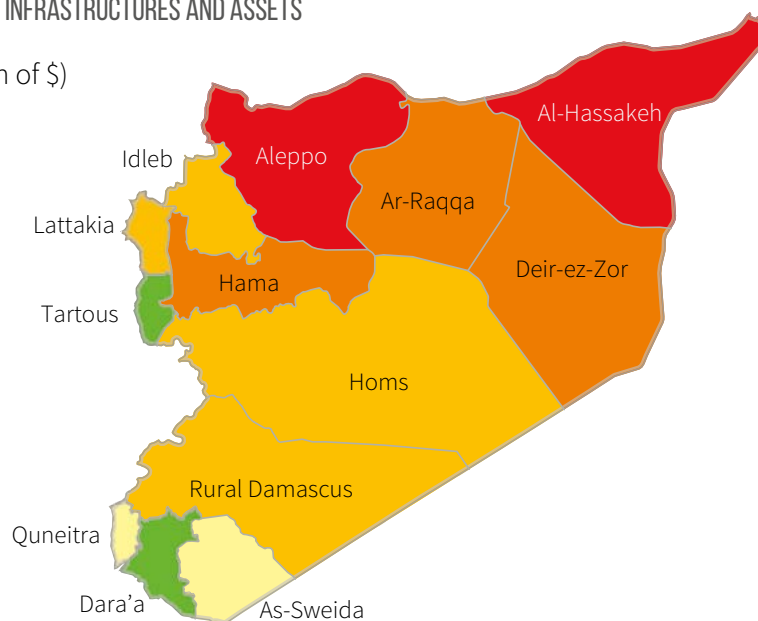 INFRASTRUCTURES AND ASSETS
of $)
Al-Hassakeh
Idleb
Aleppo
Ar-Raqqa
Lattakia
Deir-ez-Zor
Hama
Tartous
Homs
Rural Damascus
Quneitra
Dara’a
As-Sweida